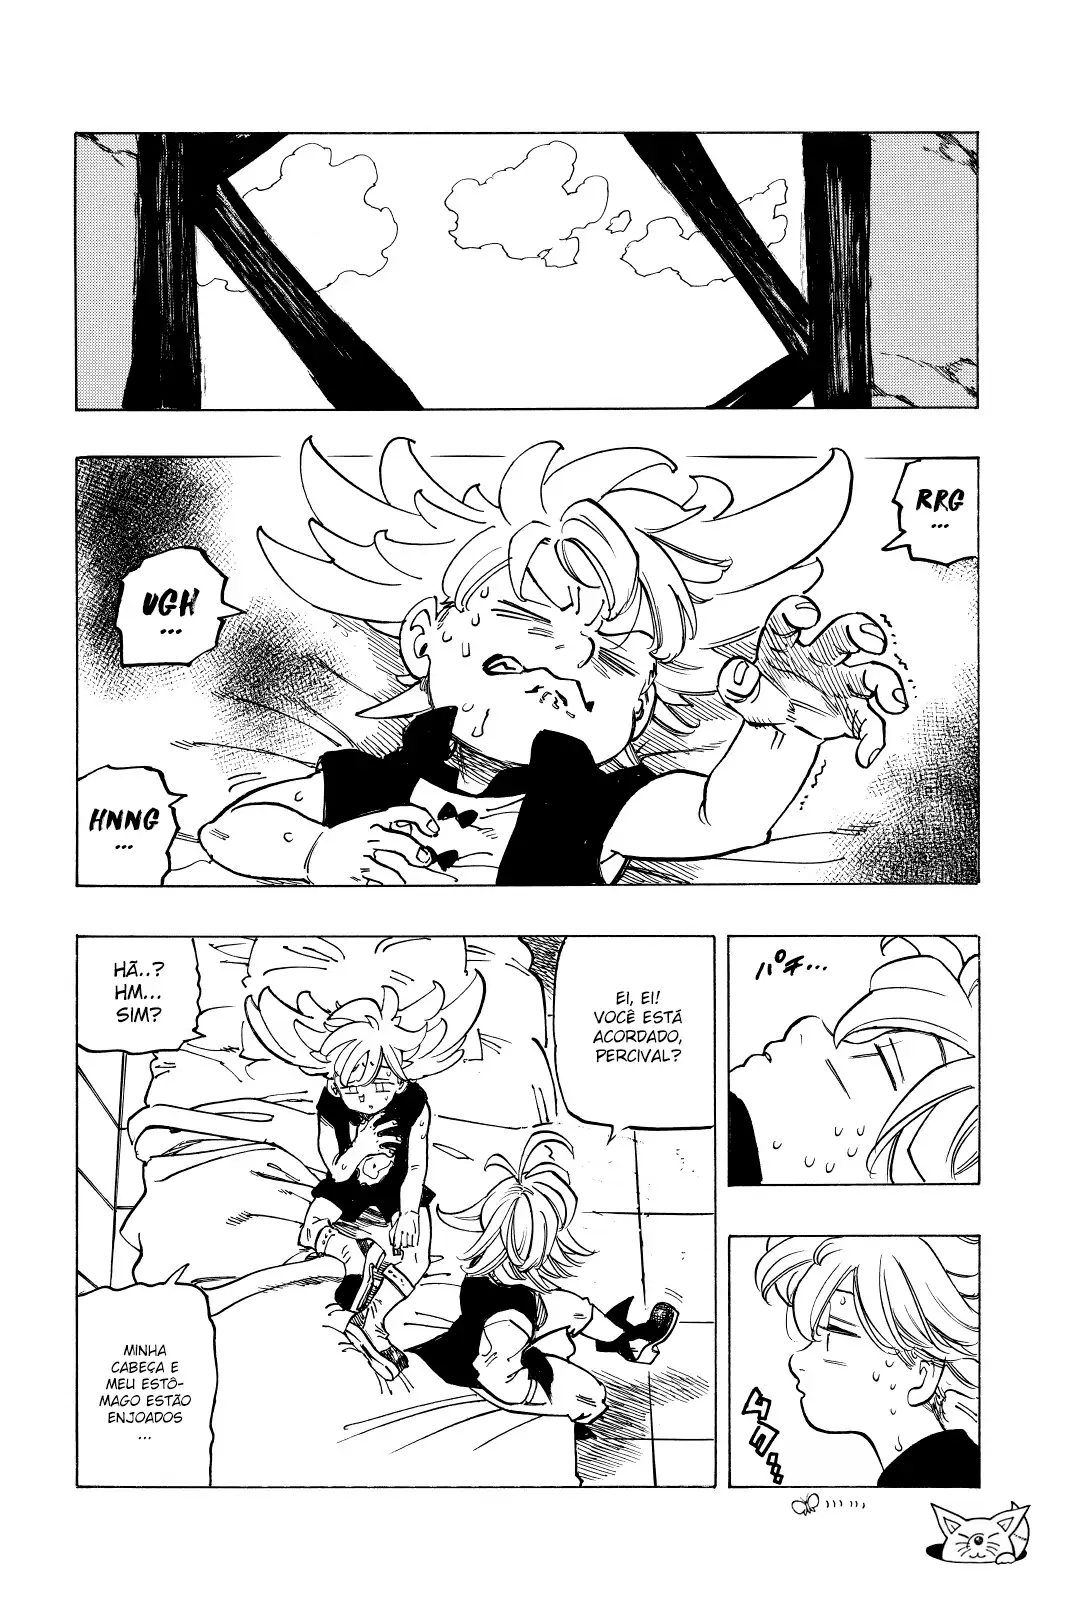 RRG
...
UGH
...
HNNG
...
パチ...
EI, EI!
VOCÊ ESTÁ
ACORDADO,
PERCIVAL?
HÃ..?
HM...
SIM?
MINHA
CABEÇA E
MEU ESTÔ-
MAGO ESTÃO
ENJOADOS
...